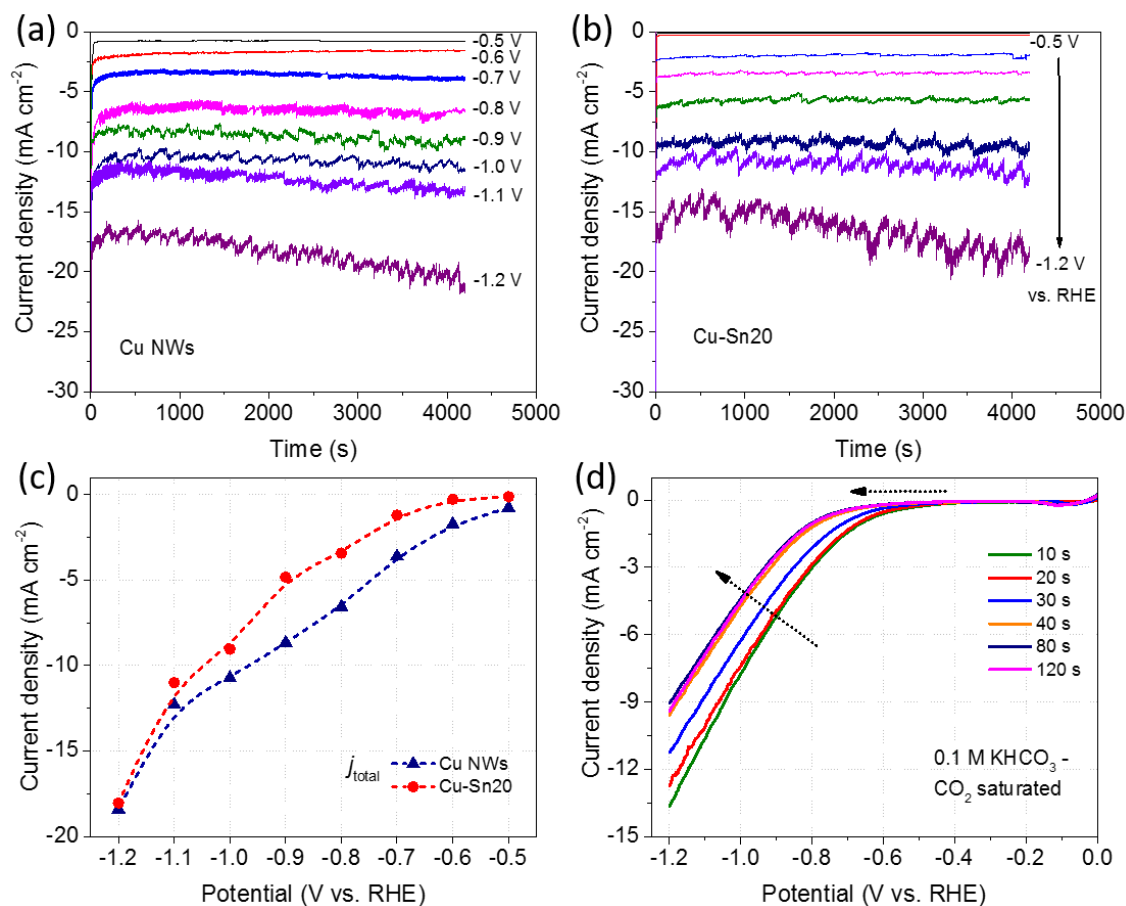 (a)
0
-5
-10
-15
-20
-25
-30
Current density (mA cm⁻²)
-0.5 V
-0.6 V
-0.7 V
-0.8 V
-0.9 V
-1.0 V
-1.1 V
-1.2 V
Cu NWs
0 1000 2000 3000 4000 5000
Time (s)
(b)
0
-5
-10
-15
-20
-25
-30
Current density (mA cm⁻²)
-0.5 V
-1.2 V
vs. RHE
Cu-Sn20
0 1000 2000 3000 4000 5000
Time (s)
(c)
0
-5
-10
-15
-20
Current density (mA cm⁻²)
jtotal
Cu NWs
Cu-Sn20
-1.2 -1.1 -1.0 -0.9 -0.8 -0.7 -0.6 -0.5
Potential (V vs. RHE)
(d)
0
-3
-6
-9
-12
-15
Current density (mA cm⁻²)
10 s
20 s
30 s
40 s
80 s
120 s
0.1 M KHCO₃ -
CO₂ saturated
-1.2 -1.0 -0.8 -0.6 -0.4 -0.2 0.0
Potential (V vs. RHE)